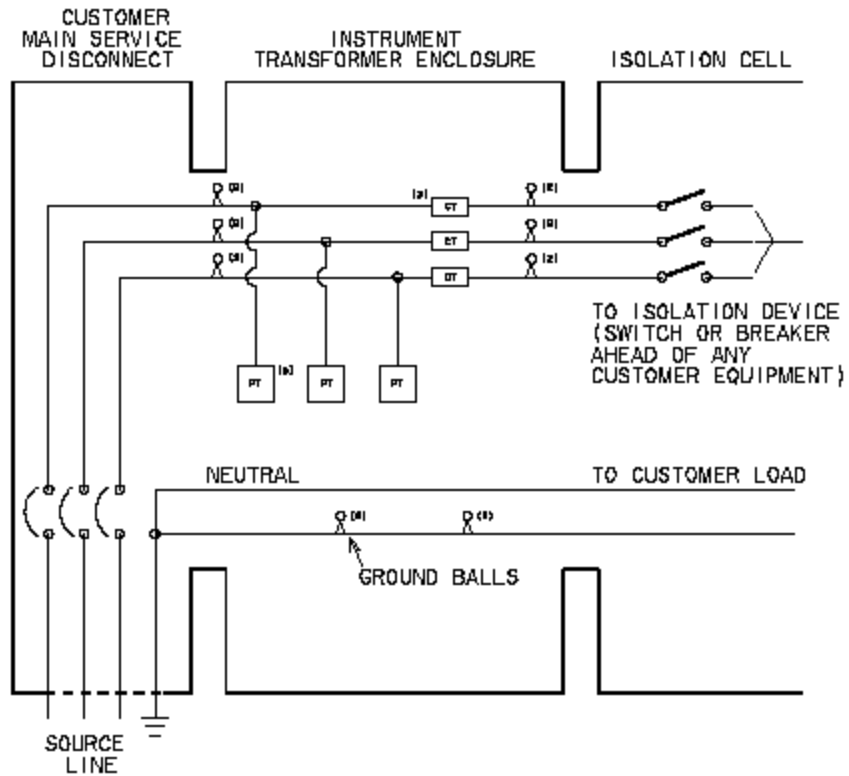 CUSTOMER
MAIN SERVICE
DISCONNECT
INSTRUMENT
TRANSFORMER ENCLOSURE
ISOLATION CELL
CT
CT
CT
TO ISOLATION DEVICE
(SWITCH OR BREAKER
AHEAD OF ANY
CUSTOMER EQUIPMENT)
PT
PT
PT
NEUTRAL
TO CUSTOMER LOAD
GROUND BALLS
SOURCE
LINE